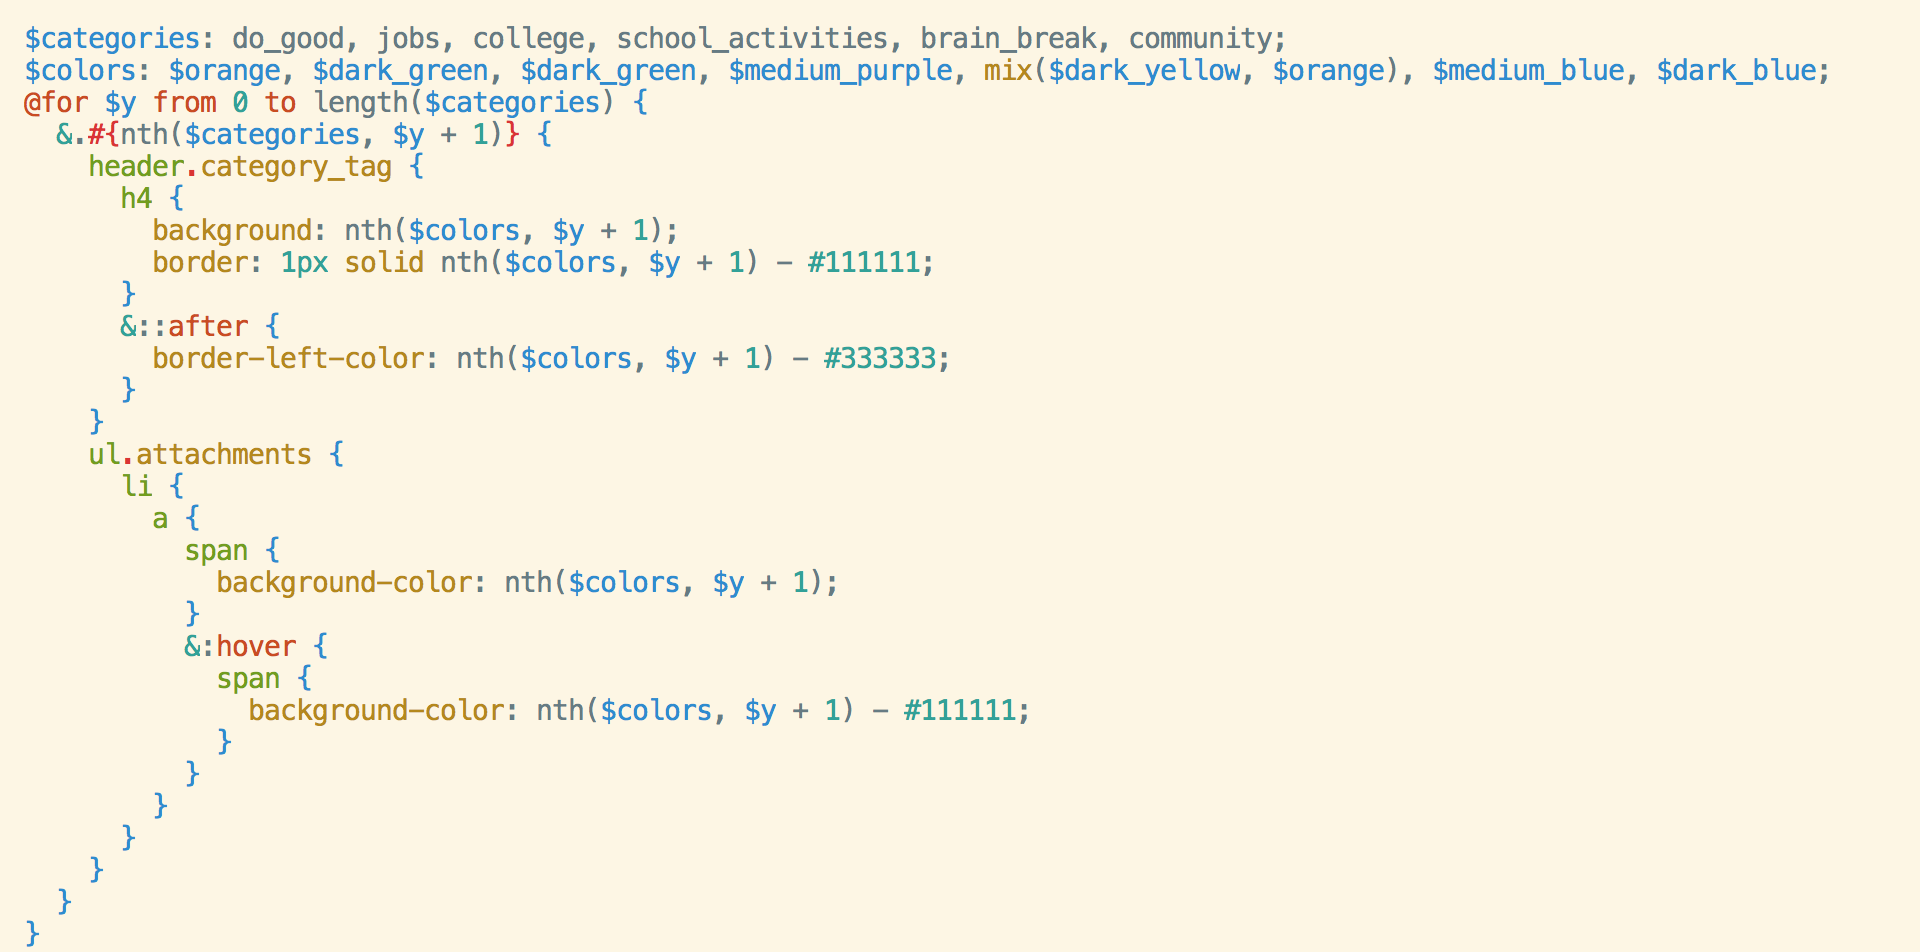 $categories: do_good, jobs, college, school_activities, brain_break, community;
$colors: $orange, $dark_green, $dark_green, $medium_purple, mix($dark_yellow, $orange), $medium_blue, $dark_blue;
@for $y from 0 to length($categories) {
  &.#{nth($categories, $y + 1)} {
    header.category_tag {
      h4 {
        background: nth($colors, $y + 1);
        border: 1px solid nth($colors, $y + 1) - #111111;
      }
      &::after {
        border-left-color: nth($colors, $y + 1) - #333333;
      }
    }
    ul.attachments {
      li {
        a {
          span {
            background-color: nth($colors, $y + 1);
          }
          &:hover {
            span {
              background-color: nth($colors, $y + 1) - #111111;
            }
          }
        }
      }
    }
  }
}